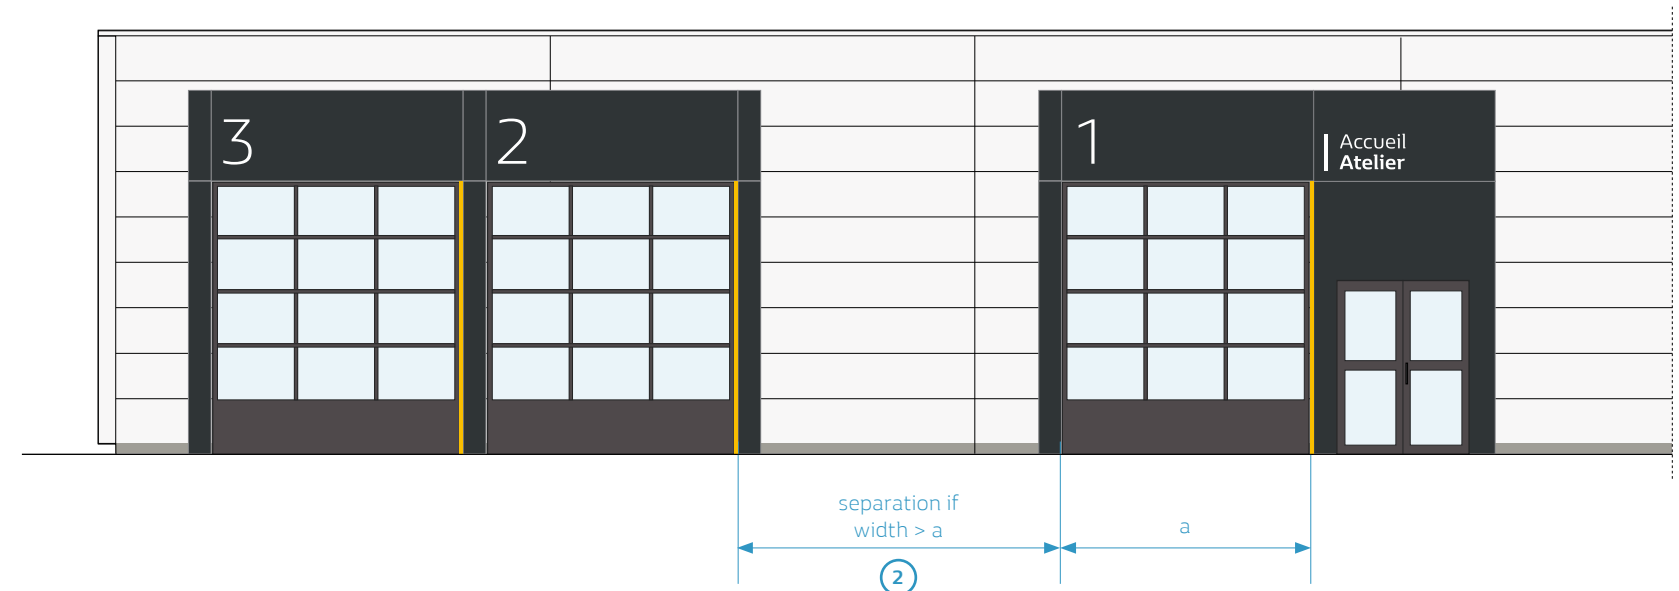 3
2
1
Accueil
Atelier
separation if
width > a
a
2